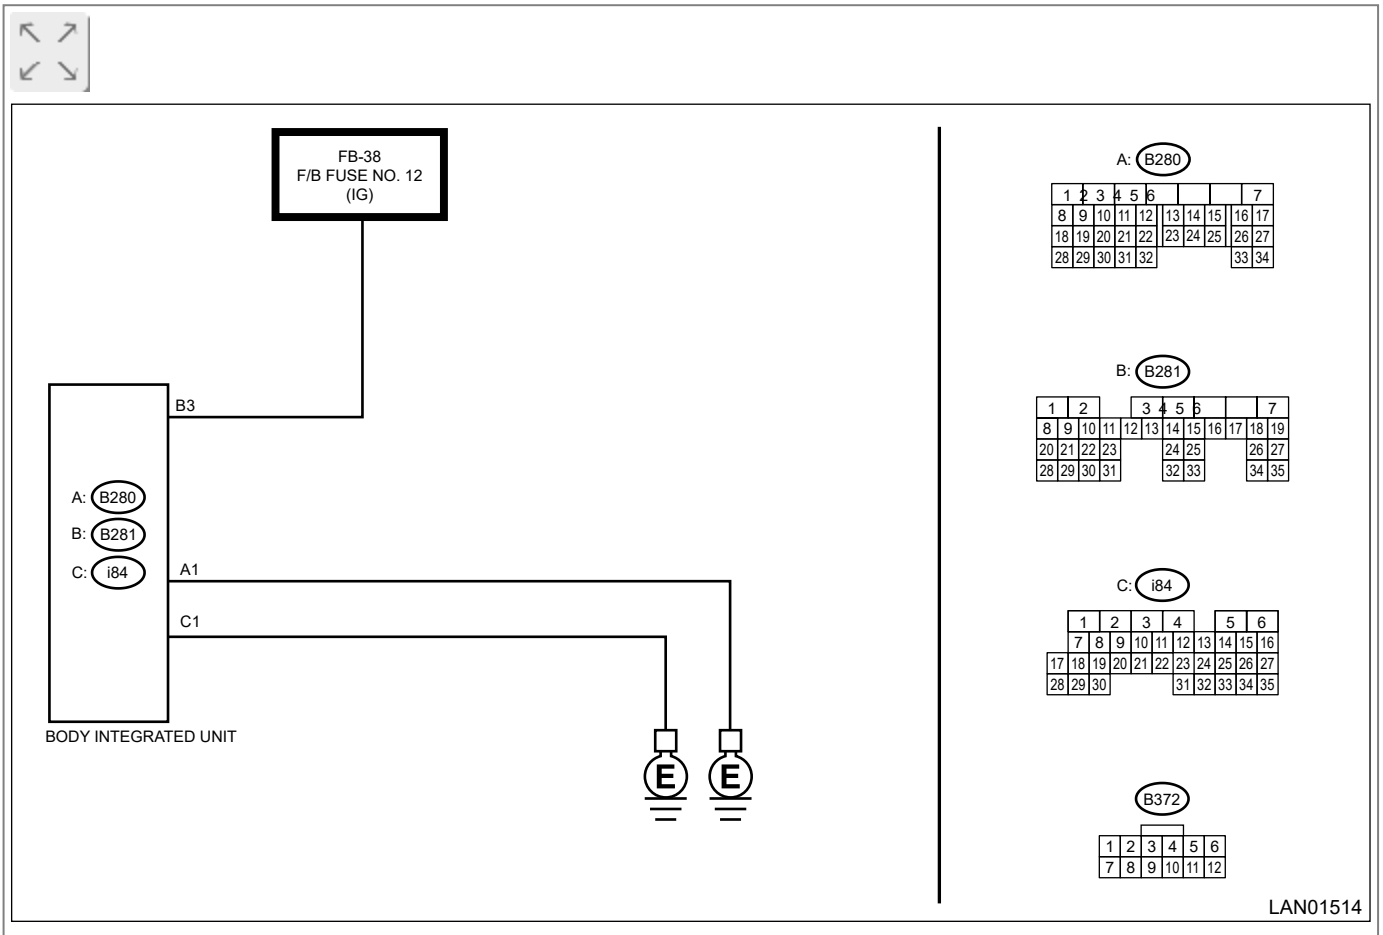 FB-38
F/B FUSE NO. 12
(IG)
B3
A: B280
B: B281
C: i84
A1
C1
BODY INTEGRATED UNIT
E E
A: B280
1 2 3 4 5 6 7
8 9 10 11 12 13 14 15 16 17
18 19 20 21 22 23 24 25 26 27
28 29 30 31 32 33 34
B: B281
1 2 3 4 5 6 7
8 9 10 11 12 13 14 15 16 17 18 19
20 21 22 23 24 25 26 27
28 29 30 31 32 33 34 35
C: i84
1 2 3 4 5 6
7 8 9 10 11 12 13 14 15 16
17 18 19 20 21 22 23 24 25 26 27
28 29 30 31 32 33 34 35
B372
1 2 3 4 5 6
7 8 9 10 11 12
LAN01514